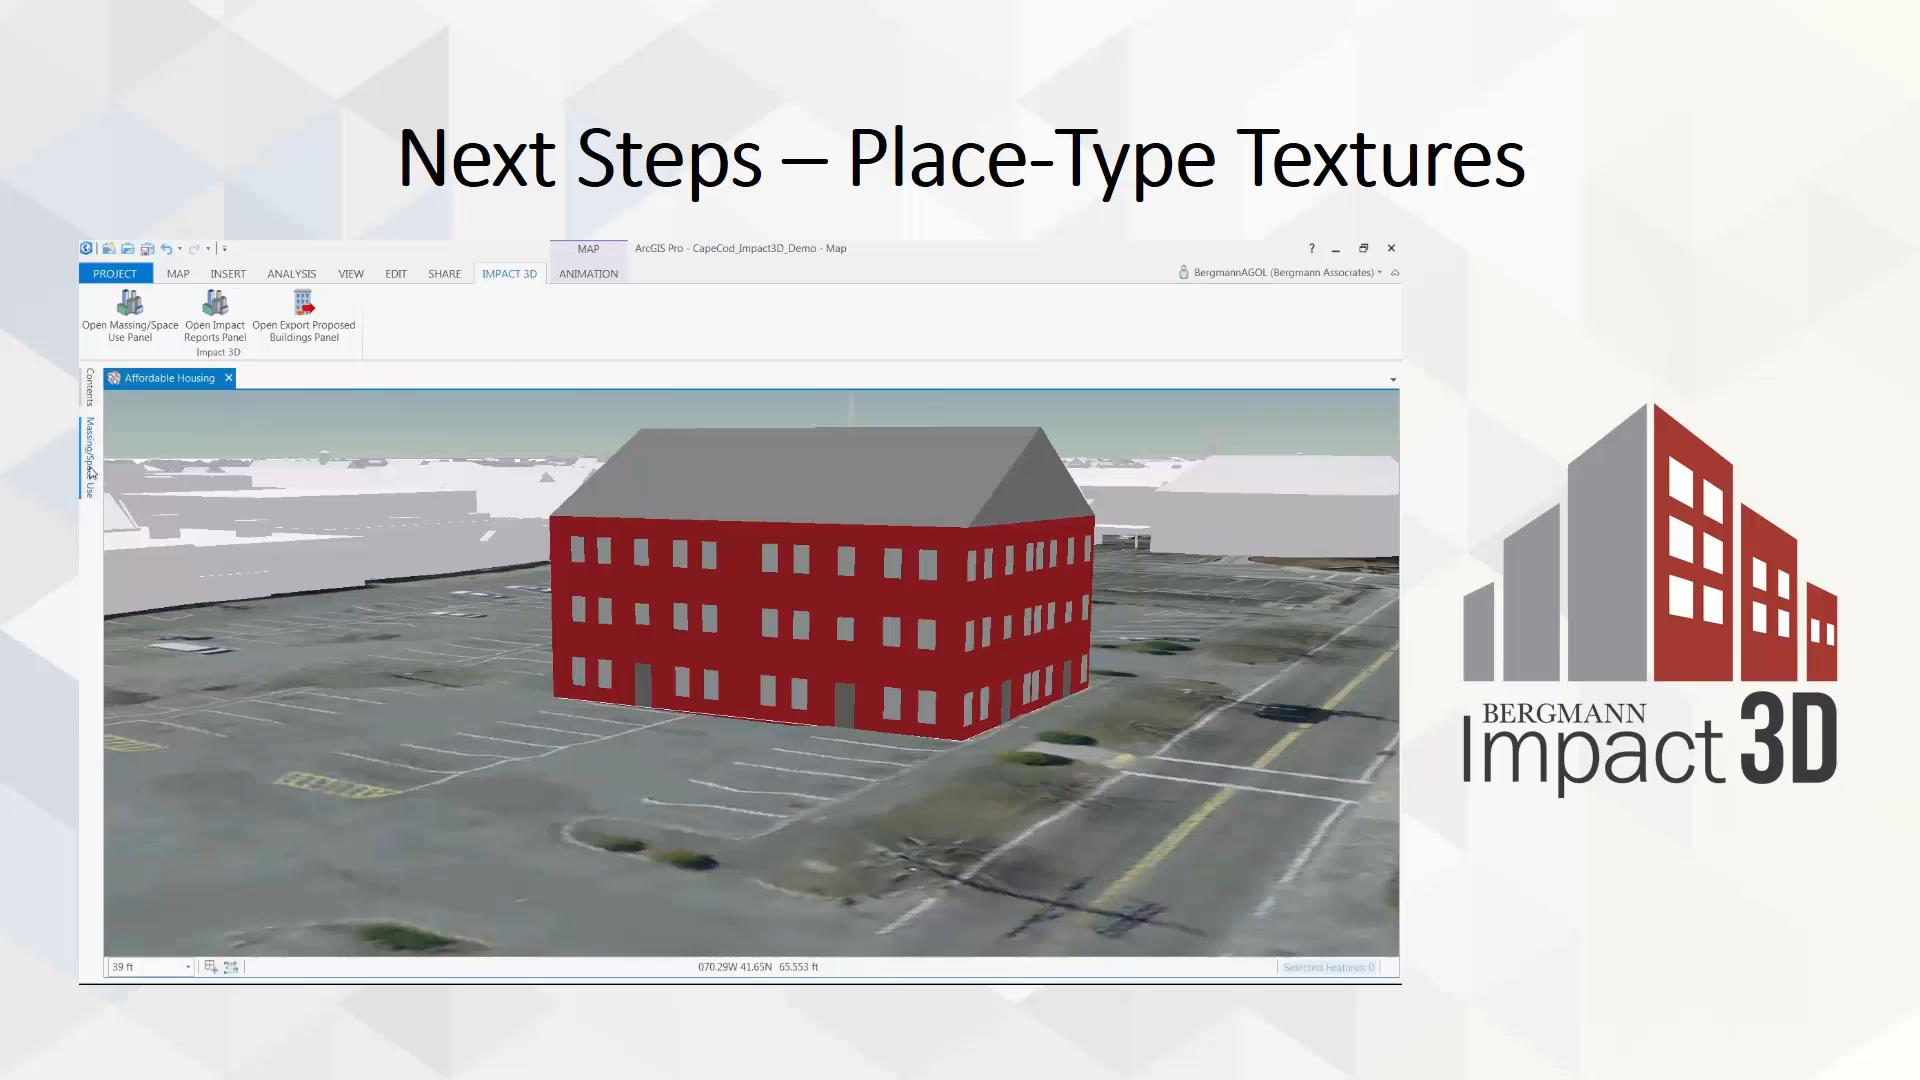 Next Steps – Place-Type Textures
MAP
ArcGIS Pro - CapeCod_Impact3D_Demo - Map
?
PROJECT MAP INSERT ANALYSIS VIEW EDIT SHARE IMPACT 3D ANIMATION
BergmannAGOL (Bergmann Associates)
Open Massing/Space Use Panel
Open Impact Reports Panel
Open Export Proposed Buildings Panel
Impact 3D
Contents
Massing/Space Use
Affordable Housing
39 ft
070.29W 41.65N 65.553 ft
Selected Features: 0
BERGMANN
Impact 3D